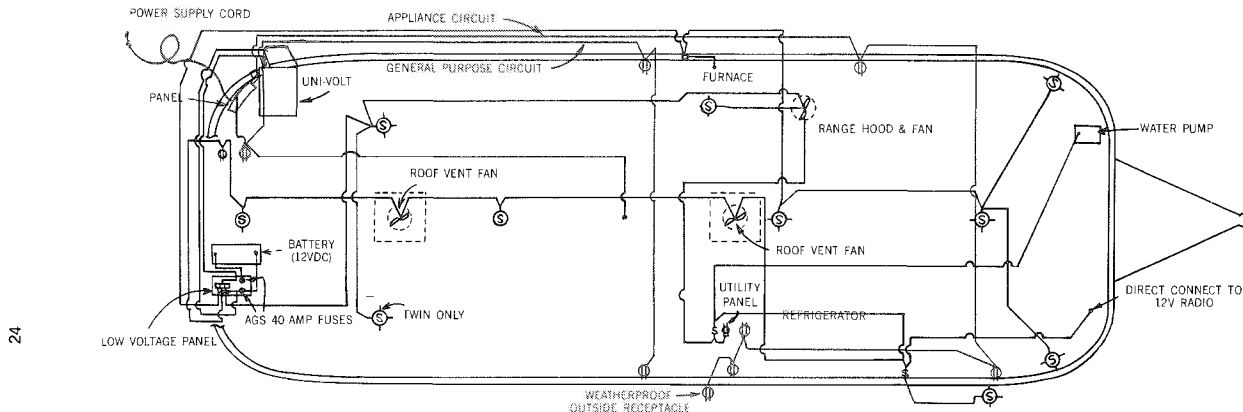 POWER SUPPLY CORD
APPLIANCE CIRCUIT
GENERAL PURPOSE CIRCUIT
UNI-VOLT
PANEL
FURNACE
RANGE HOOD & FAN
WATER PUMP
ROOF VENT FAN
ROOF VENT FAN
BATTERY
(12VDC)
AGS 40 AMP FUSES
TWIN ONLY
UTILITY
PANEL
REFRIGERATOR
DIRECT CONNECT TO
12V RADIO
LOW VOLTAGE PANEL
WEATHERPROOF
OUTSIDE RECEPTACLE
24
S
S
S
S
S
S
S
S
S
S
S
S